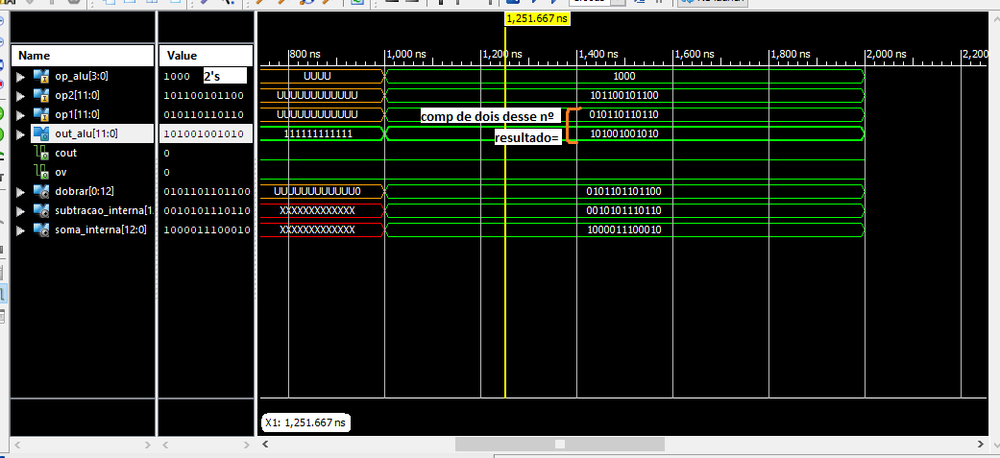 1,251.667 ns
Name
Value
800 ns
1,000 ns
1,200 ns
1,400 ns
1,600 ns
1,800 ns
2,000 ns
2,200
op_alu[3:0]
1000
2's
UUUU
1000
op2[11:0]
101100101100
UUUUUUUUUUUU
101100101100
op1[11:0]
010110110110
UUUUUUUUUUUU
comp de dois desse nº
010110110110
out_alu[11:0]
101001001010
111111111111
resultado=
101001001010
cout
0
ov
0
dobrar[0:12]
0101101101100
UUUUUUUUUUUU0
0101101101100
subtracao_interna[1
0010101110110
XXXXXXXXXXXXX
0010101110110
soma_interna[12:0]
1000011100010
XXXXXXXXXXXXX
1000011100010
X1: 1,251.667 ns